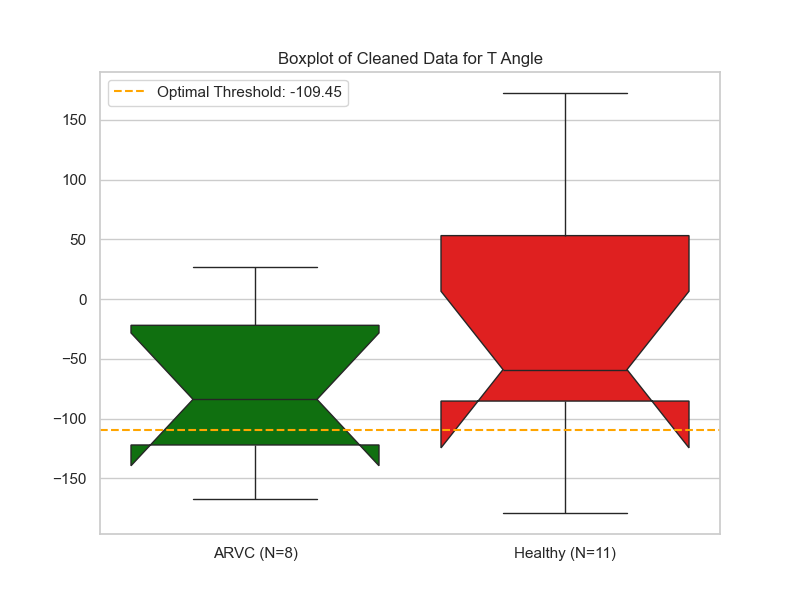 Boxplot of Cleaned Data for T Angle
Optimal Threshold: -109.45
150
100
50
0
−50
−100
−150
ARVC (N=8)
Healthy (N=11)